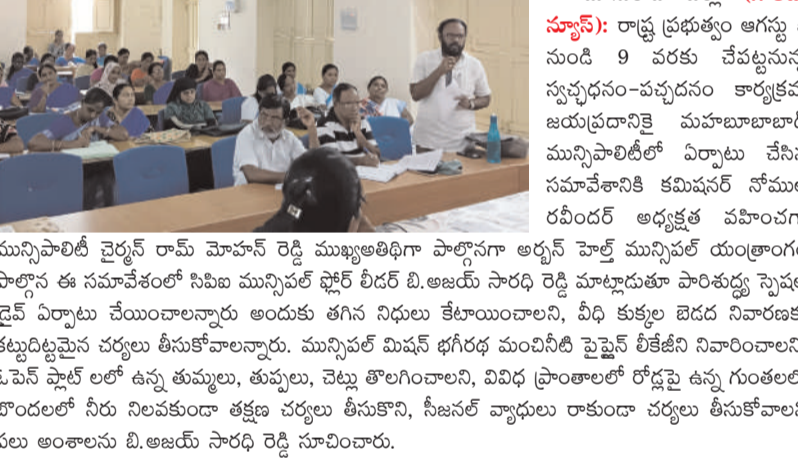 న్యూస్): రాష్ట్ర ప్రభుత్వం ఆగస్టు
నుండి 9 వరకు చేపట్టనున్న
స్వచ్ఛధనం-పచ్చదనం కార్యక్రమ
జయప్రదానికై మహబూబాబాద్
మున్సిపాలిటీలో ఏర్పాటు చేసిన
సమావేశానికి కమిషనర్ నోముల
రవీందర్ అధ్యక్షత వహించగా
మున్సిపాలిటీ చైర్మన్ రామ్ మోహన్ రెడ్డి ముఖ్యఅతిథిగా పాల్గొనగా అర్బన్ హెల్త్ మున్సిపల్ యంత్రాంగం
పాల్గొన ఈ సమావేశంలో సిపిఐ మున్సిపల్ ఫ్లోర్ లీడర్ బి.అజయ్ సారధి రెడ్డి మాట్లాడుతూ పారిశుద్ధ్య స్పెషల్
డ్రైవ్ ఏర్పాటు చేయించాలన్నారు అందుకు తగిన నిధులు కేటాయించాలని, వీధి కుక్కల బెడద నివారణకు
కట్టుదిట్టమైన చర్యలు తీసుకోవాలన్నారు. మున్సిపల్ మిషన్ భగీరథ మంచినీటి పైప్లైన్ లీకేజీని నివారించాలని
ఓపెన్ ప్లాట్ లలో ఉన్న తుమ్మలు, తుప్పలు, చెట్లు తొలగించాలని, వివిధ ప్రాంతాలలో రోడ్లపై ఉన్న గుంతలలో
బొందలలో నీరు నిలవకుండా తక్షణ చర్యలు తీసుకొని, సీజనల్ వ్యాధులు రాకుండా చర్యలు తీసుకోవాలని
పలు అంశాలను బి.అజయ్ సారధి రెడ్డి సూచించారు.